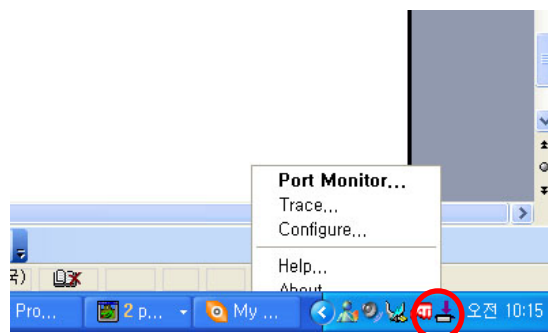 Port Monitor...
Trace...
Configure...
Help...
About
국)
Pro...
2 p...
My ...
오전 10:15